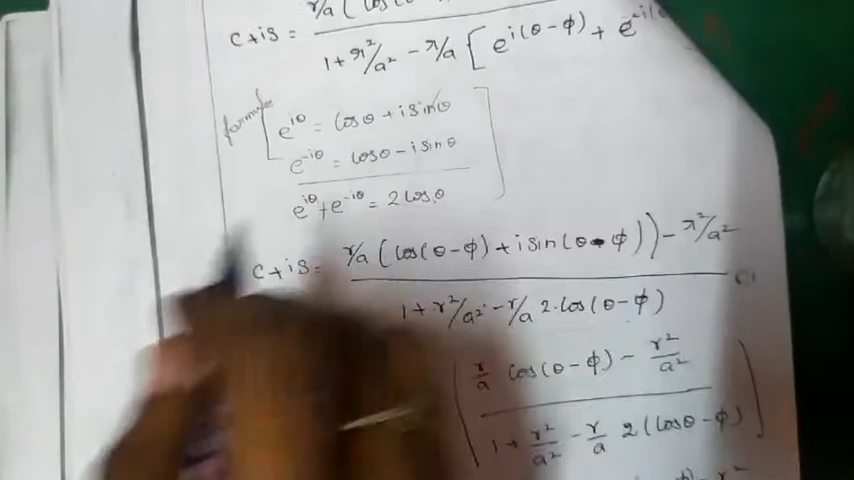 r/a (cos
C+is = 1 + r²/a² - r/a [e^{i(θ-φ)} + e^{-i(θ
formula
e^{iθ} = cosθ + i sinθ
e^{-iθ} = cosθ - i sinθ
e^{iθ} + e^{-iθ} = 2cosθ
C+is = r/a (cos(θ-φ) + i sin(θ-φ)) - r²/a²
1 + r²/a² - r/a 2·cos(θ-φ)
r/a cos(θ-φ) - r²/a²
1 + r²/a² - r/a 2(cosθ-φ)